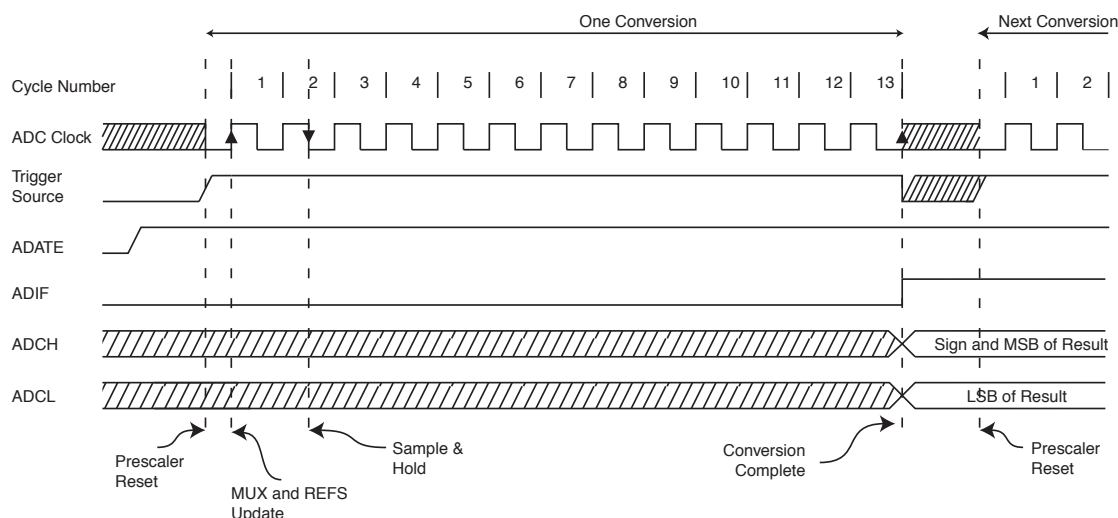 One Conversion
Next Conversion
Cycle Number
1 2 3 4 5 6 7 8 9 10 11 12 13 1 2
ADC Clock
Trigger
Source
ADATE
ADIF
ADCH
Sign and MSB of Result
ADCL
LSB of Result
Prescaler
Reset
MUX and REFS
Update
Sample &
Hold
Conversion
Complete
Prescaler
Reset